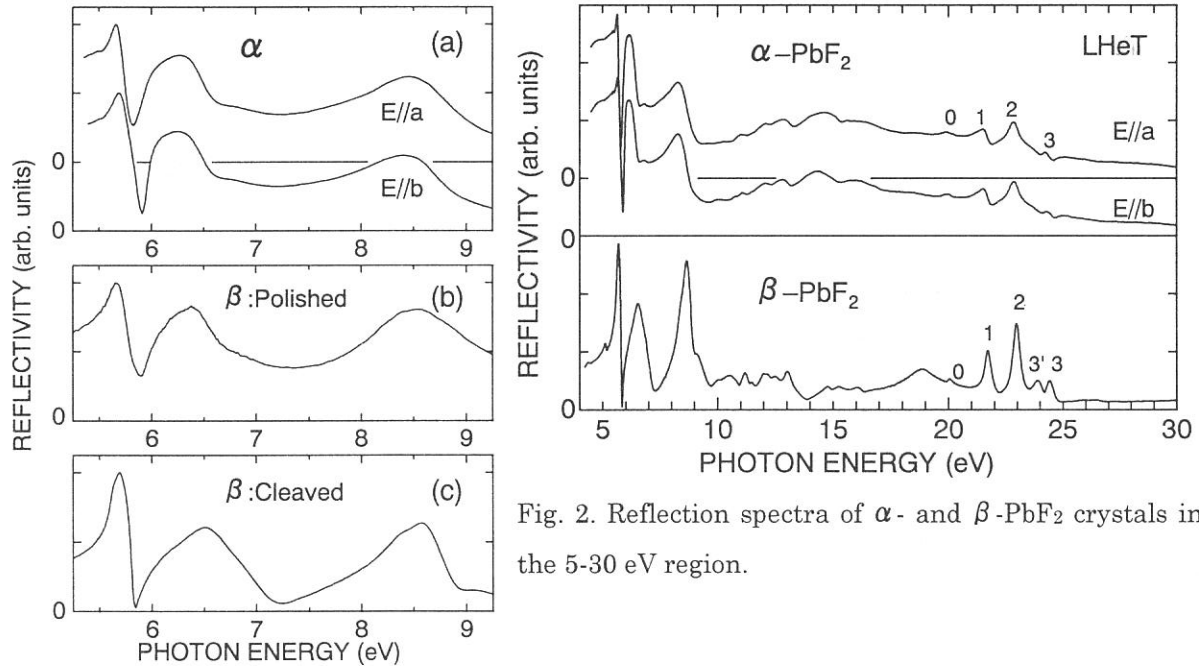 α
(a)
E//a
E//b
0
0
6
7
8
9
β:Polished
(b)
0
6
7
8
9
β:Cleaved
(c)
0
6
7
8
9
PHOTON ENERGY (eV)
REFLECTIVITY (arb. units)
α-PbF₂
LHeT
0
1
2
3
E//a
E//b
0
0
β-PbF₂
0
1
2
3'
3
0
5
10
15
20
25
30
PHOTON ENERGY (eV)
REFLECTIVITY (arb. units)
Fig. 2. Reflection spectra of α- and β-PbF₂ crystals in
the 5-30 eV region.